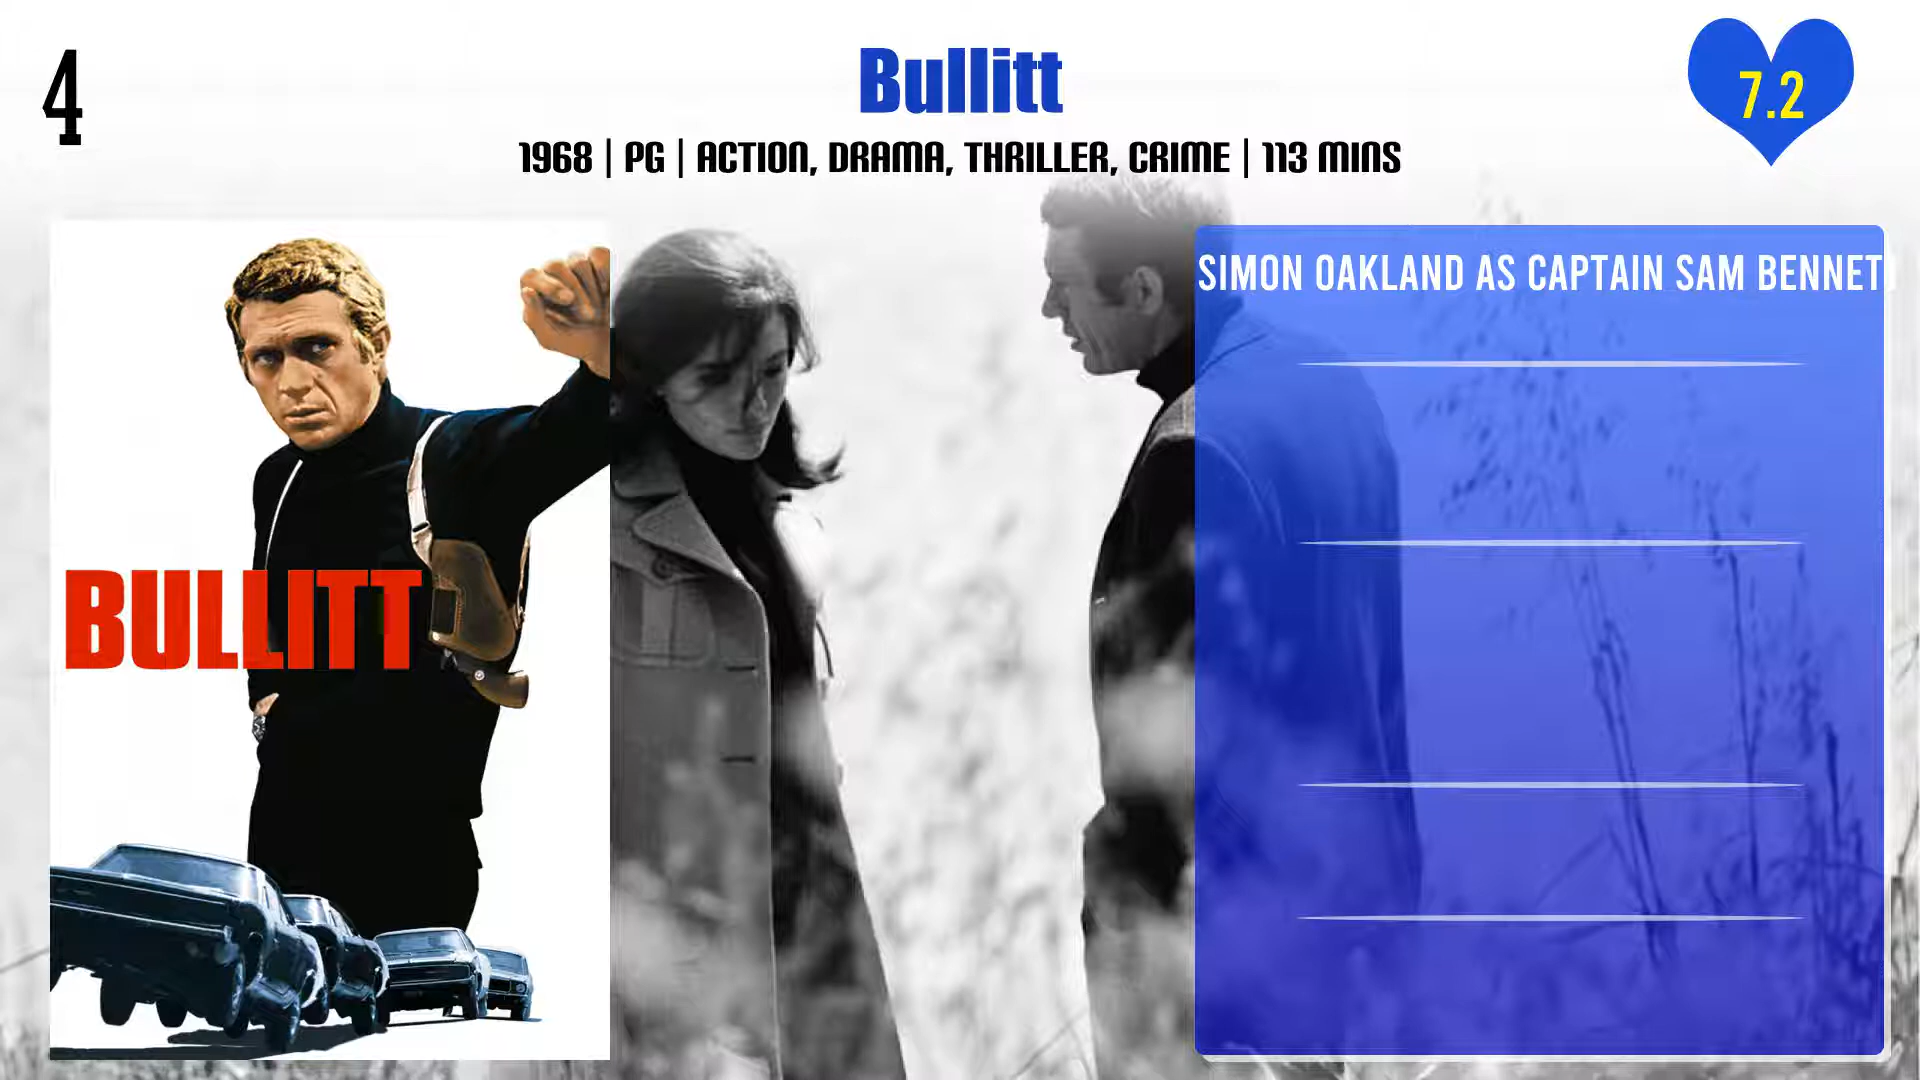 4
Bullitt
7.2
1968 | PG | ACTION, DRAMA, THRILLER, CRIME | 113 MINS
SIMON OAKLAND AS CAPTAIN SAM BENNET
BULLITT